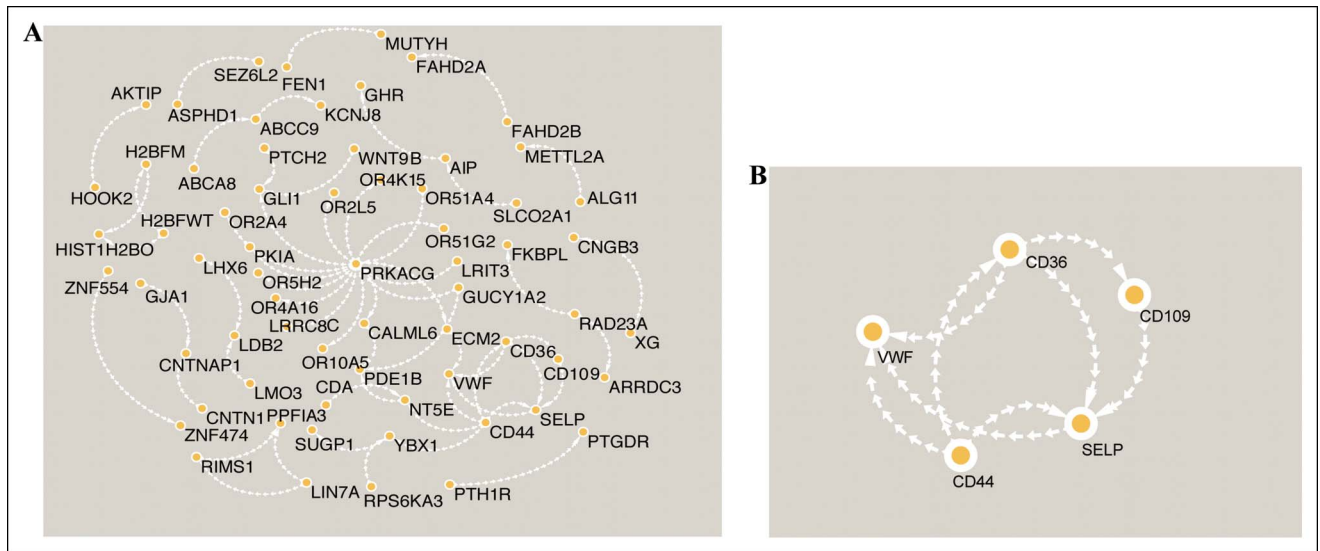 A
MUTYH
FAHD2A
SEZ6L2
FEN1
GHR
AKTIP
ASPHD1
KCNJ8
ABCC9
FAHD2B
H2BFM
PTCH2
WNT9B
AIP
METTL2A
ABCA8
OR4K15
HOOK2
GLI1
OR51A4
OR2L5
SLCO2A1
ALG11
H2BFWT
OR2A4
HIST1H2BO
OR51G2
FKBPL
CNGB3
PKIA
LHX6
PRKACG
LRIT3
ZNF554
OR5H2
GJA1
GUCY1A2
OR4A16
LRRC8C
RAD23A
CALML6
ECM2
XG
LDB2
CD36
CNTNAP1
OR10A5
CD109
CDA
PDE1B
VWF
ARRDC3
LMO3
NT5E
CNTN1
PPFIA3
SELP
ZNF474
CD44
SUGP1
YBX1
PTGDR
RIMS1
LIN7A
RPS6KA3
PTH1R
B
CD36
CD109
VWF
SELP
CD44